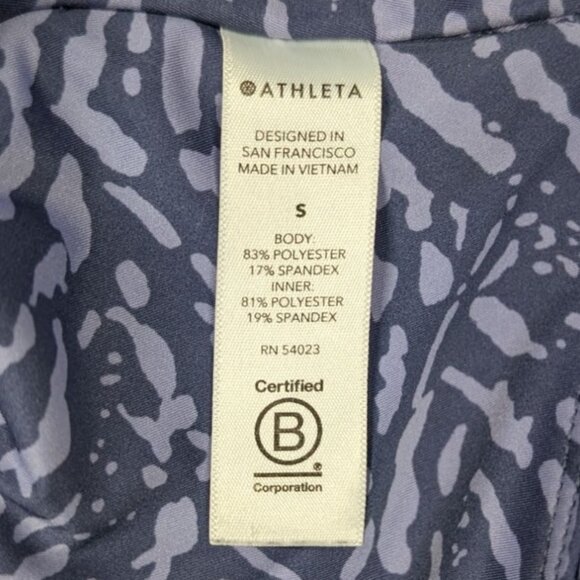 ATHLETA
DESIGNED IN
SAN FRANCISCO
MADE IN VIETNAM
S
BODY:
83% POLYESTER
17% SPANDEX
INNER:
81% POLYESTER
19% SPANDEX
RN 54023
Certified
B
®
Corporation